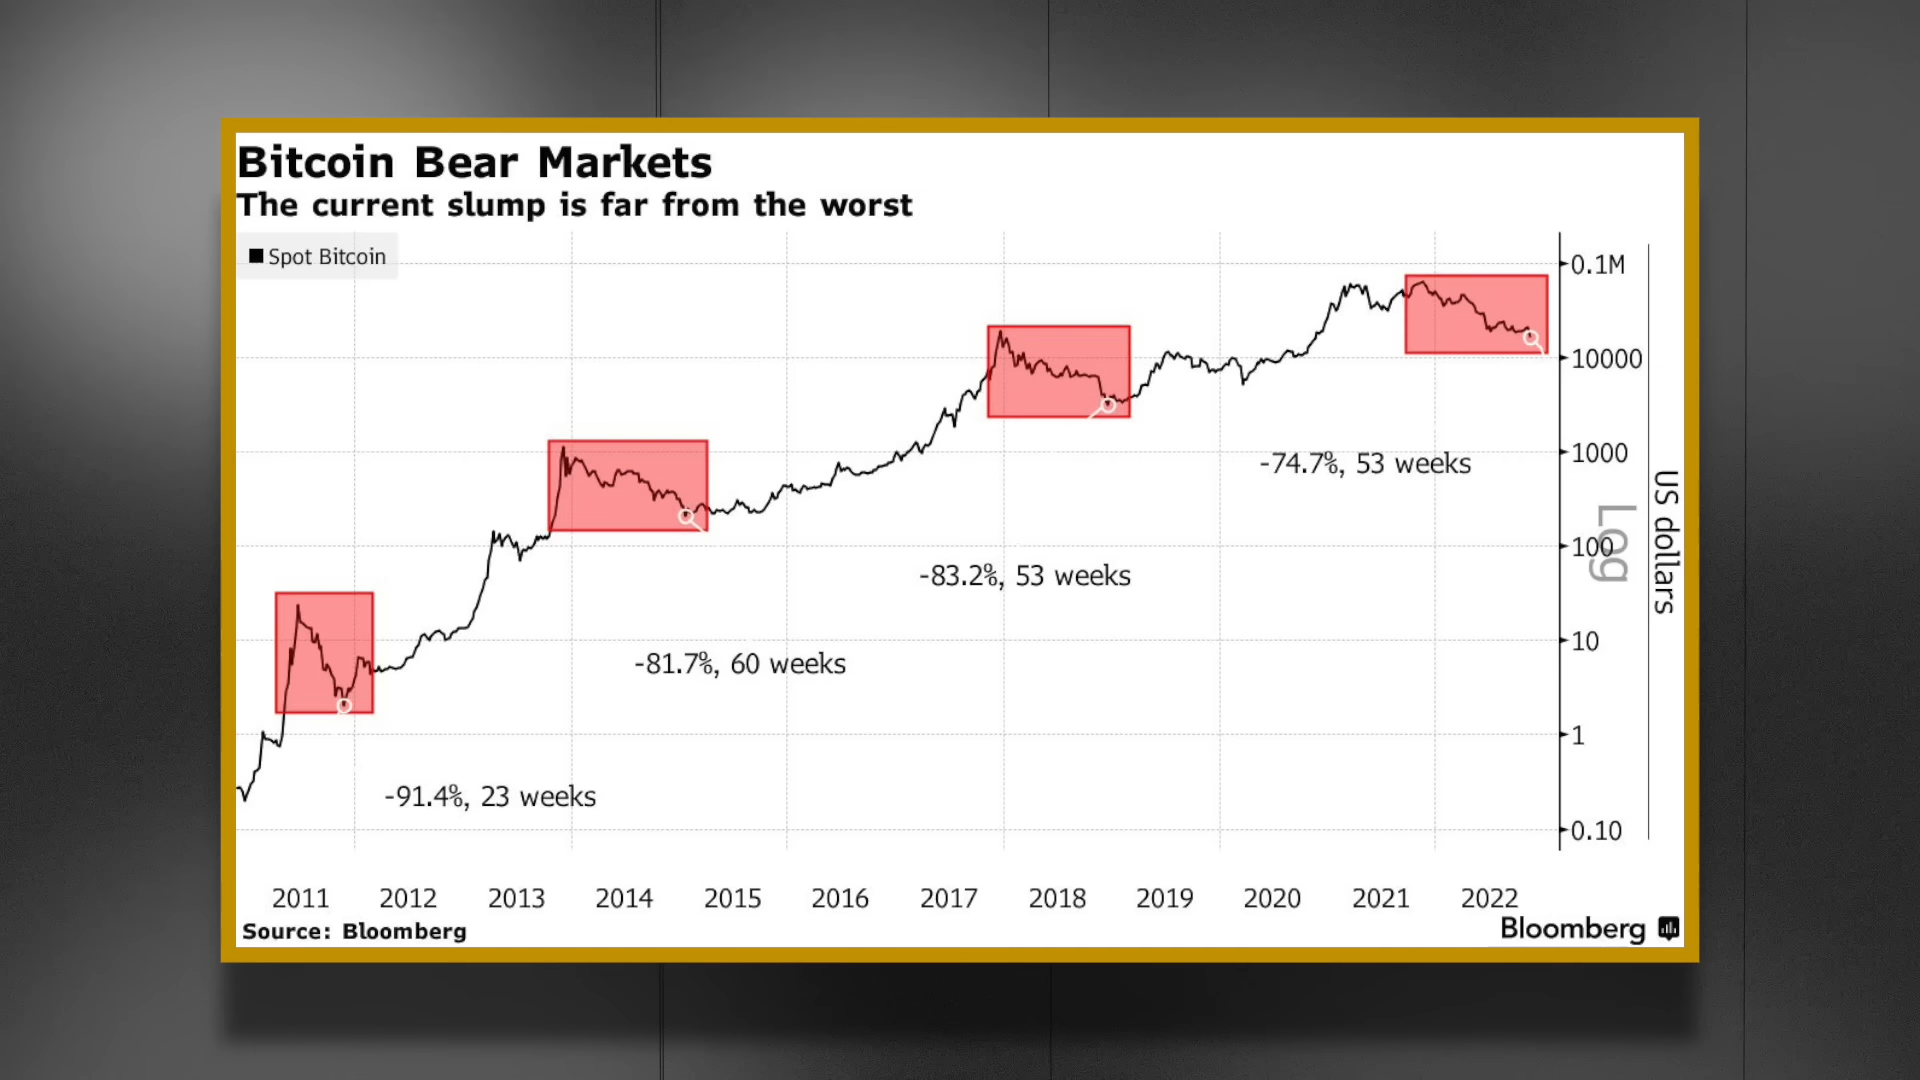 Bitcoin Bear Markets
The current slump is far from the worst
Spot Bitcoin
0.1M
10000
1000
100
10
1
0.10
Log
US dollars
-74.7%, 53 weeks
-83.2%, 53 weeks
-81.7%, 60 weeks
-91.4%, 23 weeks
2011 2012 2013 2014 2015 2016 2017 2018 2019 2020 2021 2022
Source: Bloomberg
Bloomberg